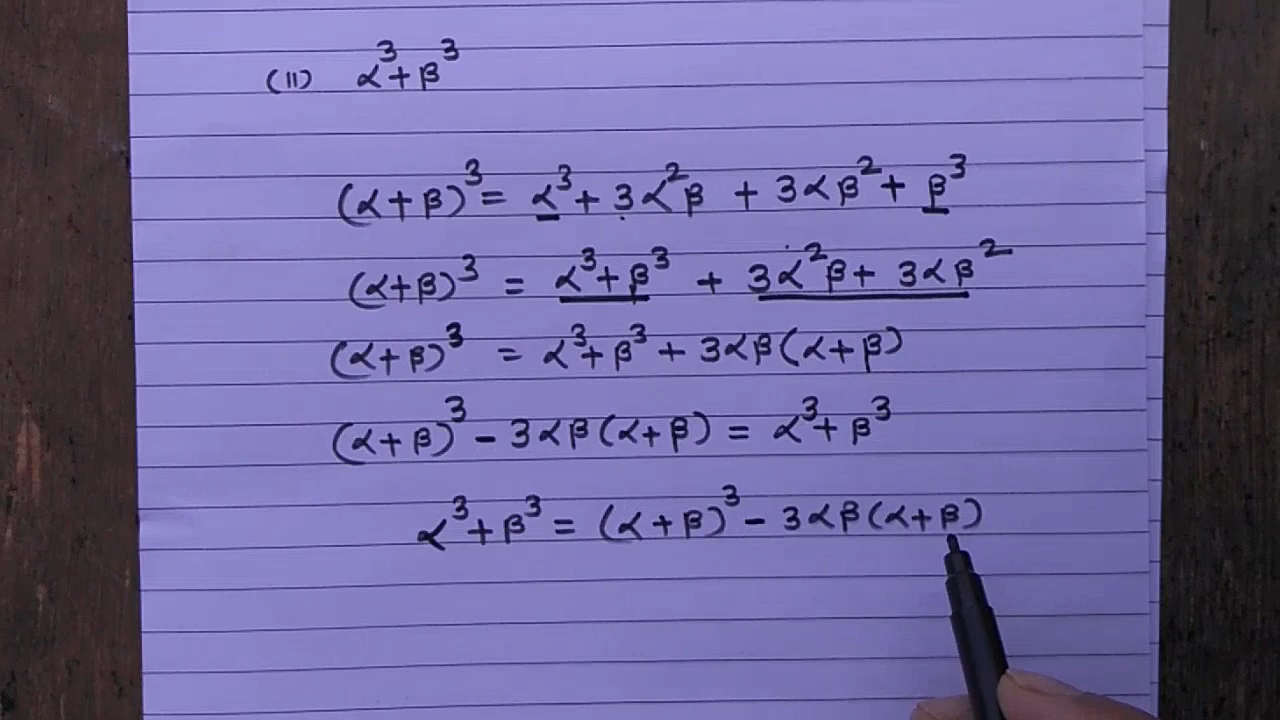 (II) α³+β³
(α+β)³ = α³ + 3α²β + 3αβ² + β³
(α+β)³ = α³+β³ + 3α²β + 3αβ²
(α+β)³ = α³+β³ + 3αβ(α+β)
(α+β)³ - 3αβ(α+β) = α³+β³
α³+β³ = (α+β)³ - 3αβ(α+β)